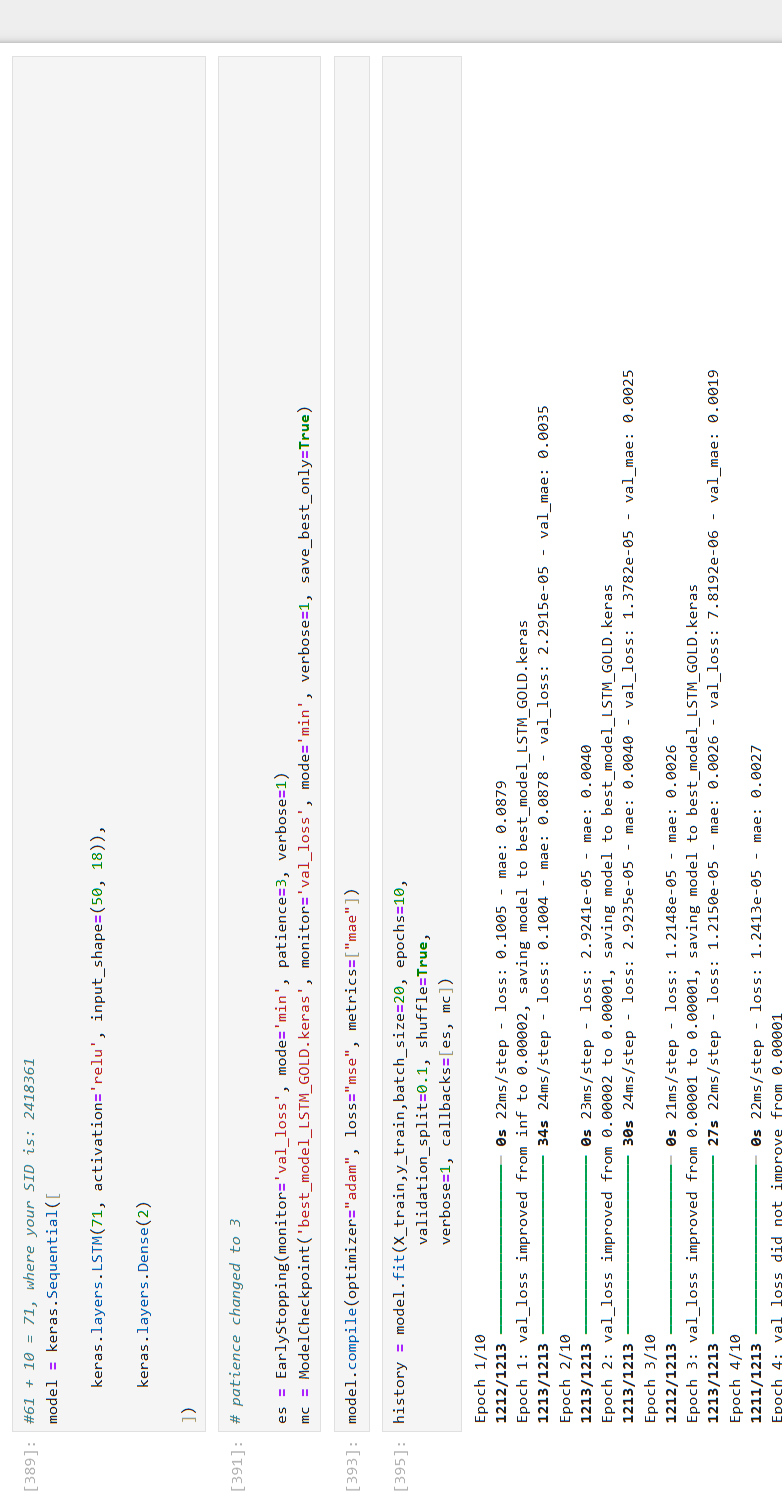 [389]:
#61 + 10 = 71, where your SID is: 2418361
model = keras.Sequential([
keras.layers.LSTM(71, activation='relu', input_shape=(50, 18)),
keras.layers.Dense(2)
])
[391]:
# patience changed to 3
es = EarlyStopping(monitor='val_loss', mode='min', patience=3, verbose=1)
mc = ModelCheckpoint('best_model_LSTM_GOLD.keras', monitor='val_loss', mode='min', verbose=1, save_best_only=True)
[393]:
model.compile(optimizer="adam", loss="mse", metrics=["mae"])
[395]:
history = model.fit(X_train,y_train,batch_size=20, epochs=10,
validation_split=0.1, shuffle=True,
verbose=1, callbacks=[es, mc])
Epoch 1/10
1212/1213 0s 22ms/step - loss: 0.1005 - mae: 0.0879
Epoch 1: val_loss improved from inf to 0.00002, saving model to best_model_LSTM_GOLD.keras
1213/1213 34s 24ms/step - loss: 0.1004 - mae: 0.0878 - val_loss: 2.2915e-05 - val_mae: 0.0035
Epoch 2/10
1213/1213 0s 23ms/step - loss: 2.9241e-05 - mae: 0.0040
Epoch 2: val_loss improved from 0.00002 to 0.00001, saving model to best_model_LSTM_GOLD.keras
1213/1213 30s 24ms/step - loss: 2.9235e-05 - mae: 0.0040 - val_loss: 1.3782e-05 - val_mae: 0.0025
Epoch 3/10
1212/1213 0s 21ms/step - loss: 1.2148e-05 - mae: 0.0026
Epoch 3: val_loss improved from 0.00001 to 0.00001, saving model to best_model_LSTM_GOLD.keras
1213/1213 27s 22ms/step - loss: 1.2150e-05 - mae: 0.0026 - val_loss: 7.8192e-06 - val_mae: 0.0019
Epoch 4/10
1211/1213 0s 22ms/step - loss: 1.2413e-05 - mae: 0.0027
Epoch 4: val_loss did not improve from 0.00001